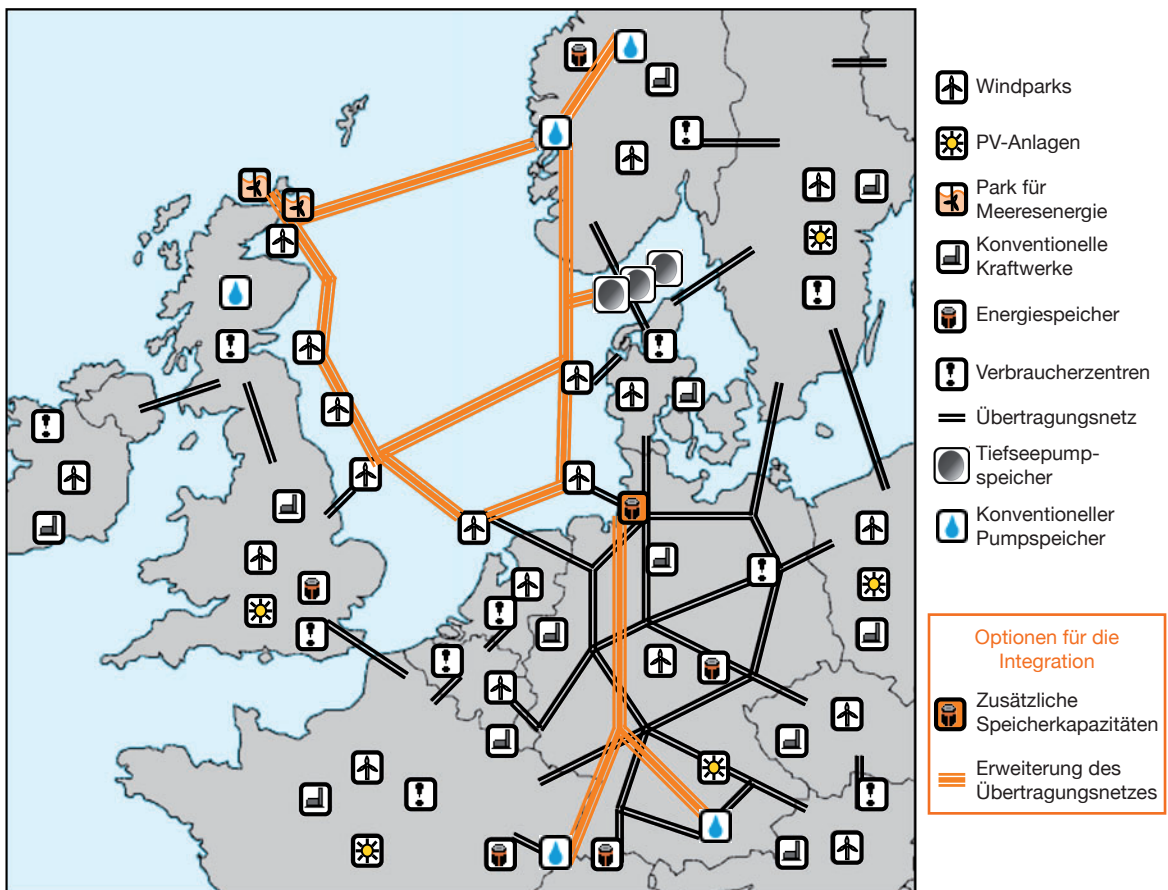 Windparks
PV-Anlagen
Park für
Meeresenergie
Konventionelle
Kraftwerke
Energiespeicher
Verbraucherzentren
Übertragungsnetz
Tiefseepump-
speicher
Konventioneller
Pumpspeicher
Optionen für die
Integration
Zusätzliche
Speicherkapazitäten
Erweiterung des
Übertragungsnetzes